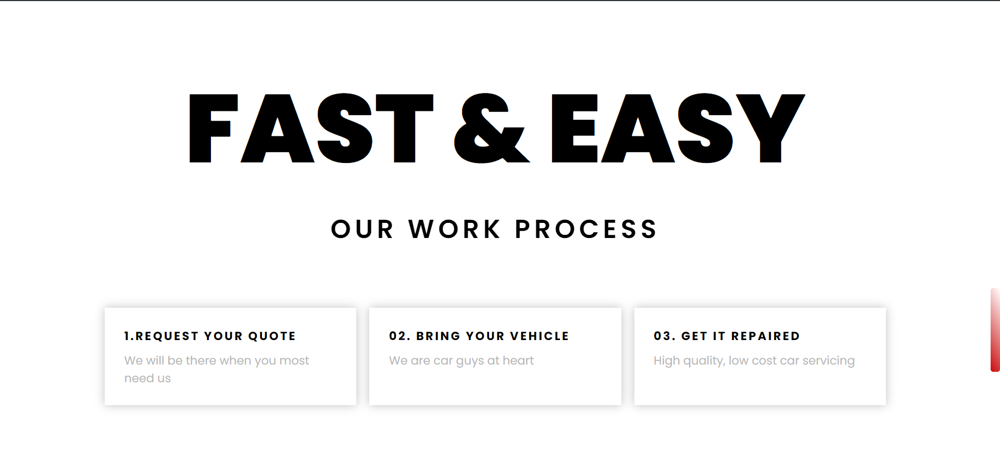 FAST & EASY
OUR WORK PROCESS
1.REQUEST YOUR QUOTE
We will be there when you most
need us
02. BRING YOUR VEHICLE
We are car guys at heart
03. GET IT REPAIRED
High quality, low cost car servicing